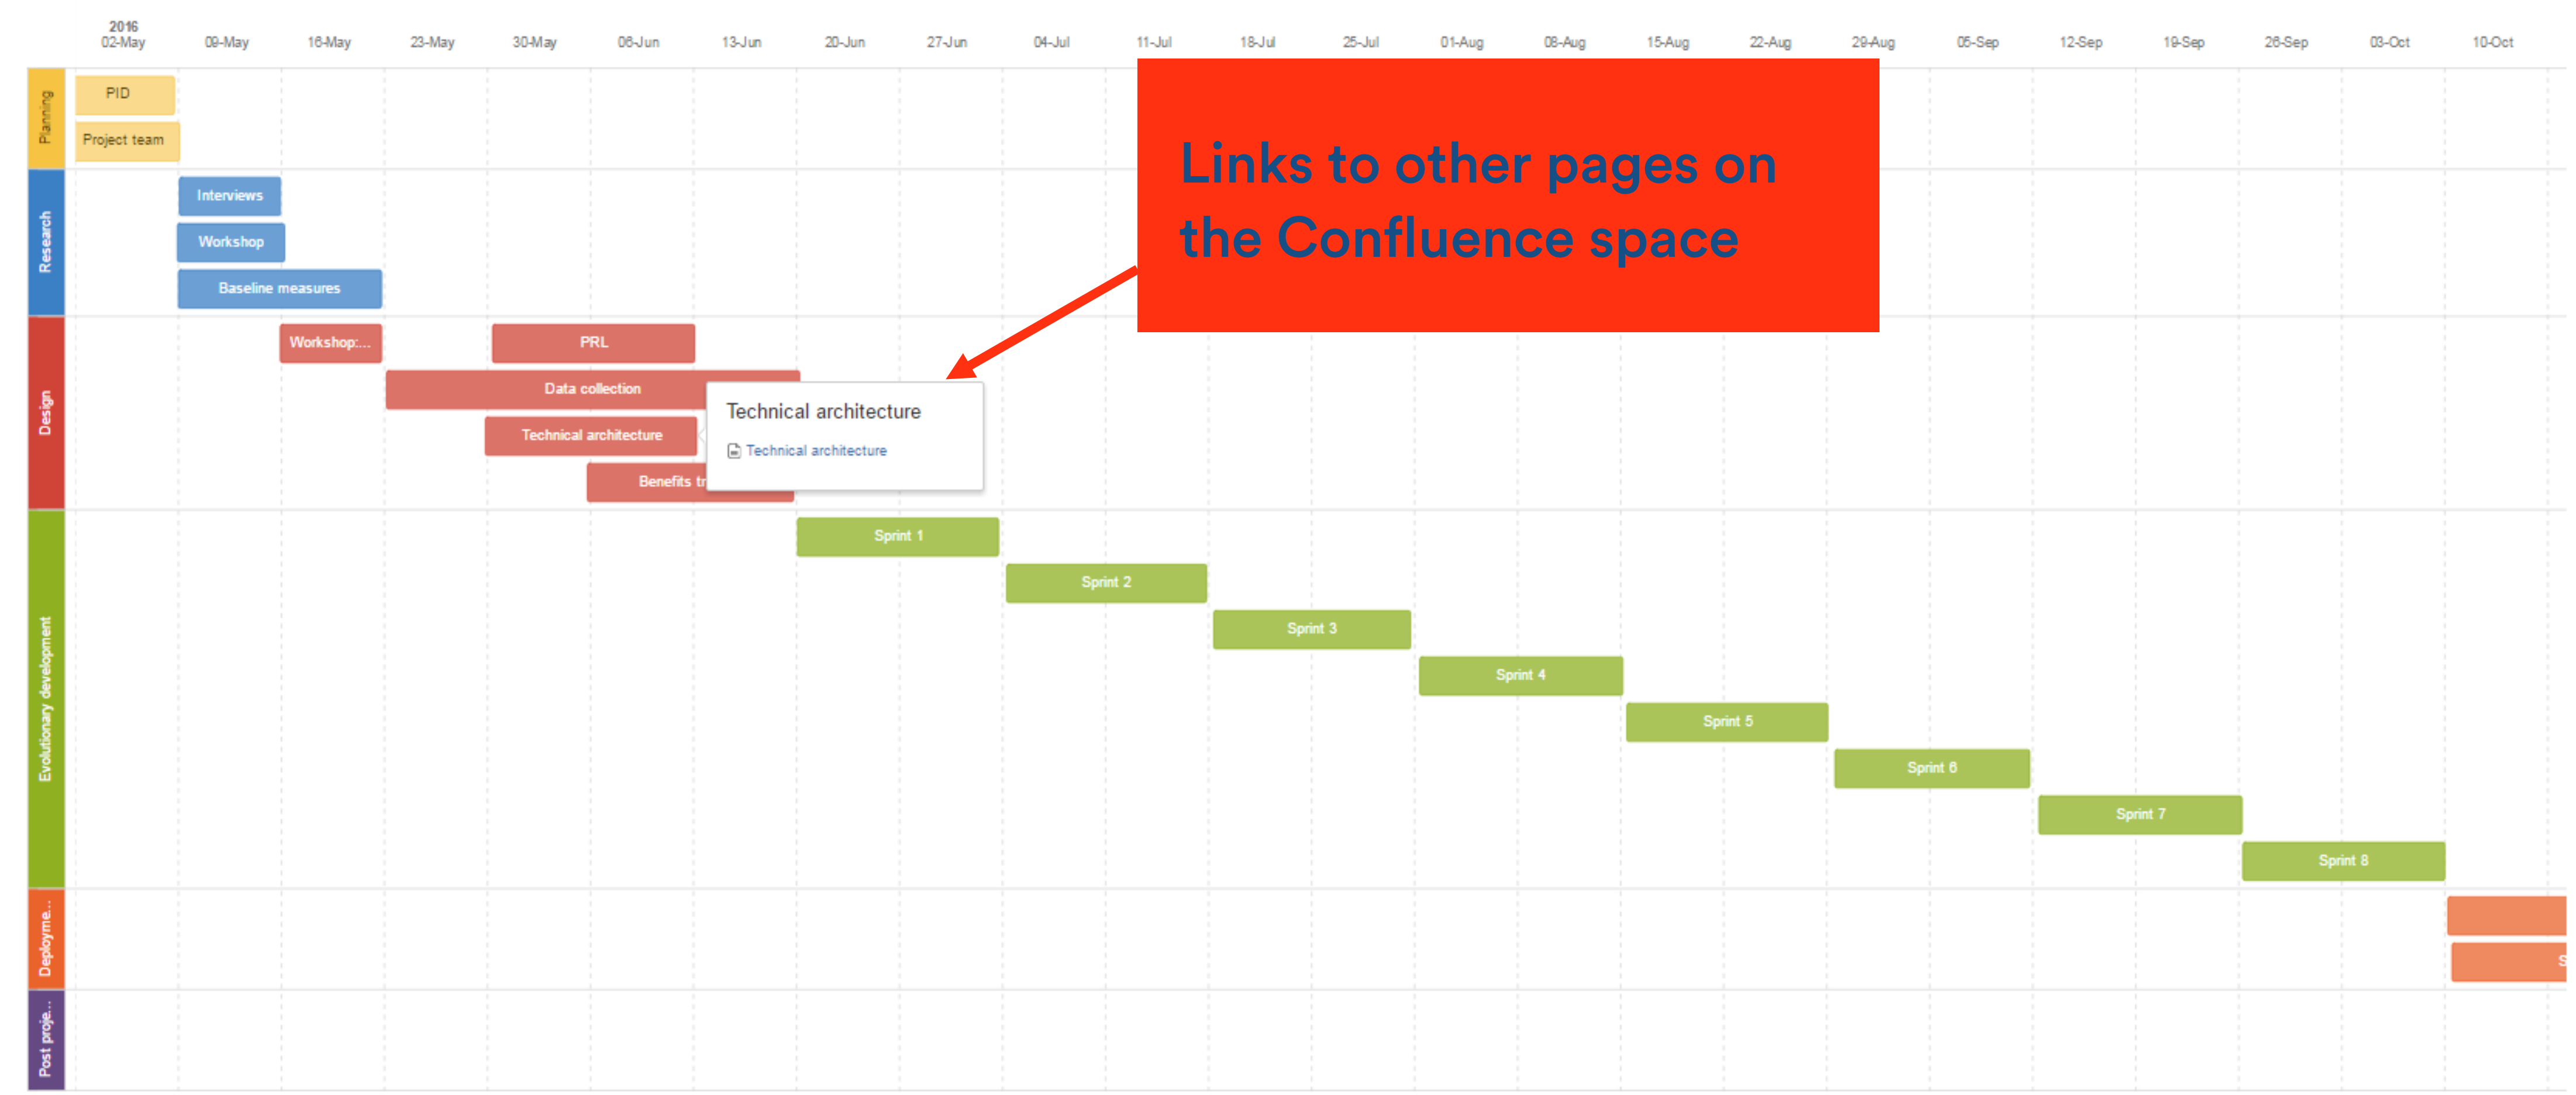 2016
02-May 09-May 16-May 23-May 30-May 06-Jun 13-Jun 20-Jun 27-Jun 04-Jul 11-Jul 18-Jul 25-Jul 01-Aug 08-Aug 15-Aug 22-Aug 29-Aug 05-Sep 12-Sep 19-Sep 26-Sep 03-Oct 10-Oct
Planning
PID
Project team
Links to other pages on
the Confluence space
Research
Interviews
Workshop
Baseline measures
Design
Workshop:... PRL
Data collection
Technical architecture
Technical architecture
Technical architecture
Benefits tr
Evolutionary development
Sprint 1
Sprint 2
Sprint 3
Sprint 4
Sprint 5
Sprint 6
Sprint 7
Sprint 8
Deployme...
S
Post proje...